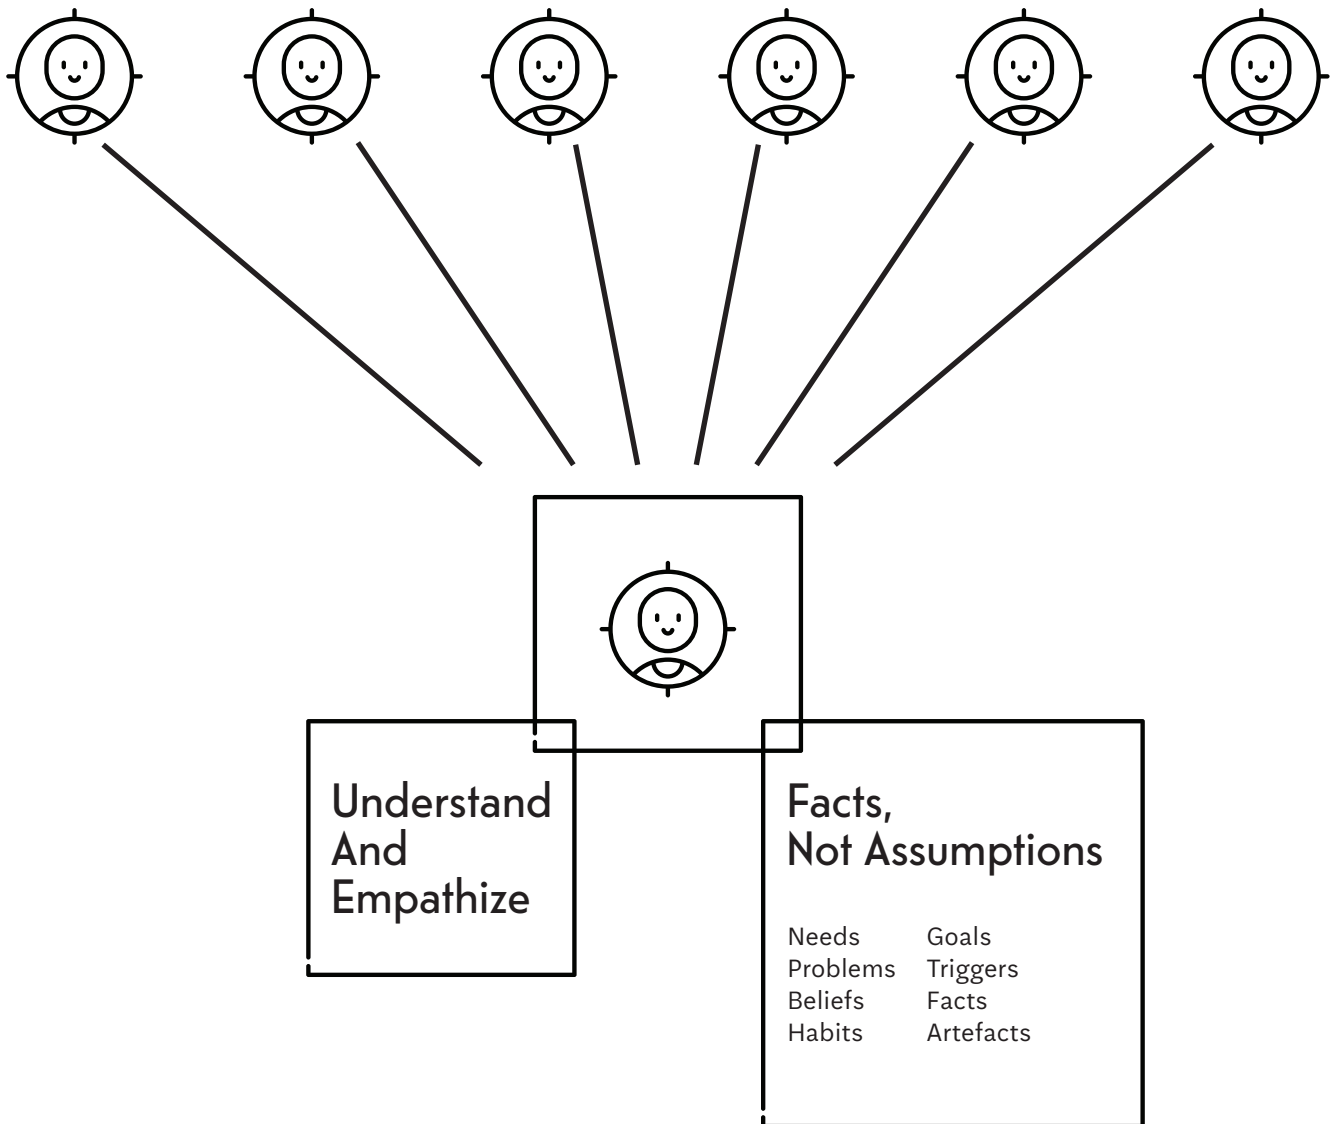 Understand
And
Empathize
Facts,
Not Assumptions
Needs
Problems
Beliefs
Habits
Goals
Triggers
Facts
Artefacts